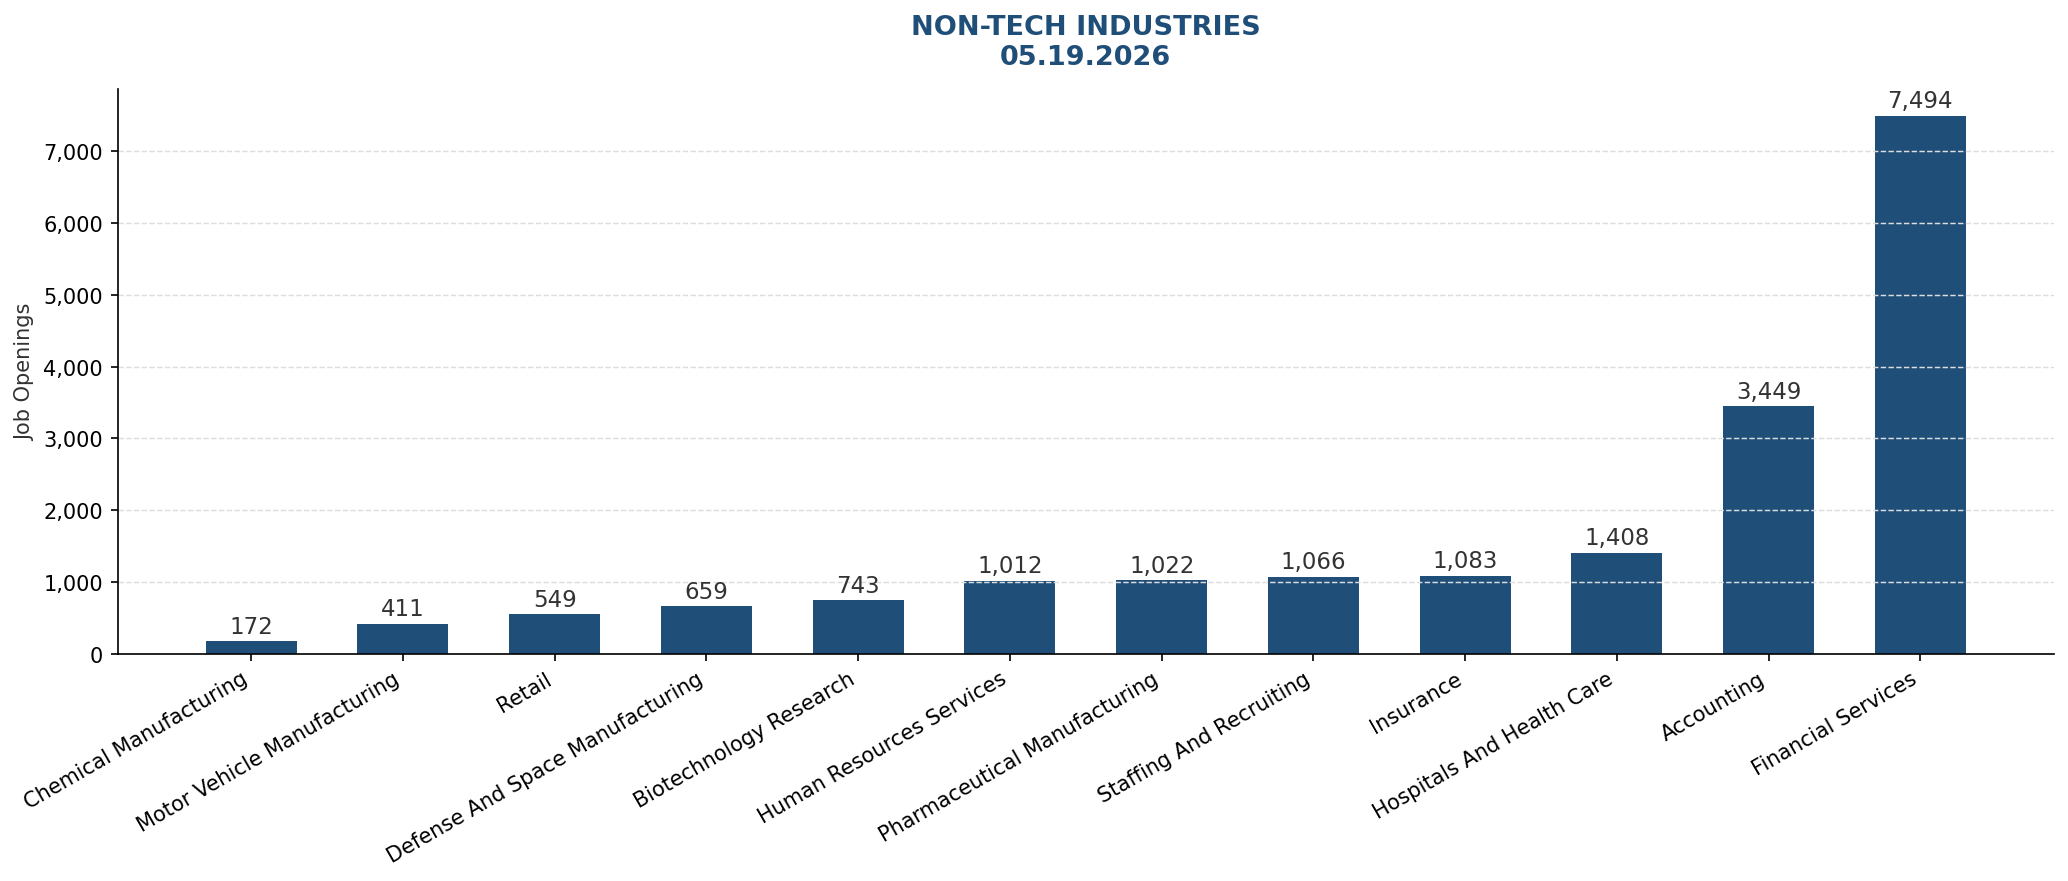 NON-TECH INDUSTRIES
05.19.2026
Job Openings
7,000
6,000
5,000
4,000
3,000
2,000
1,000
0
172
411
549
659
743
1,012
1,022
1,066
1,083
1,408
3,449
7,494
Chemical Manufacturing
Motor Vehicle Manufacturing
Retail
Defense And Space Manufacturing
Biotechnology Research
Human Resources Services
Pharmaceutical Manufacturing
Staffing And Recruiting
Insurance
Hospitals And Health Care
Accounting
Financial Services